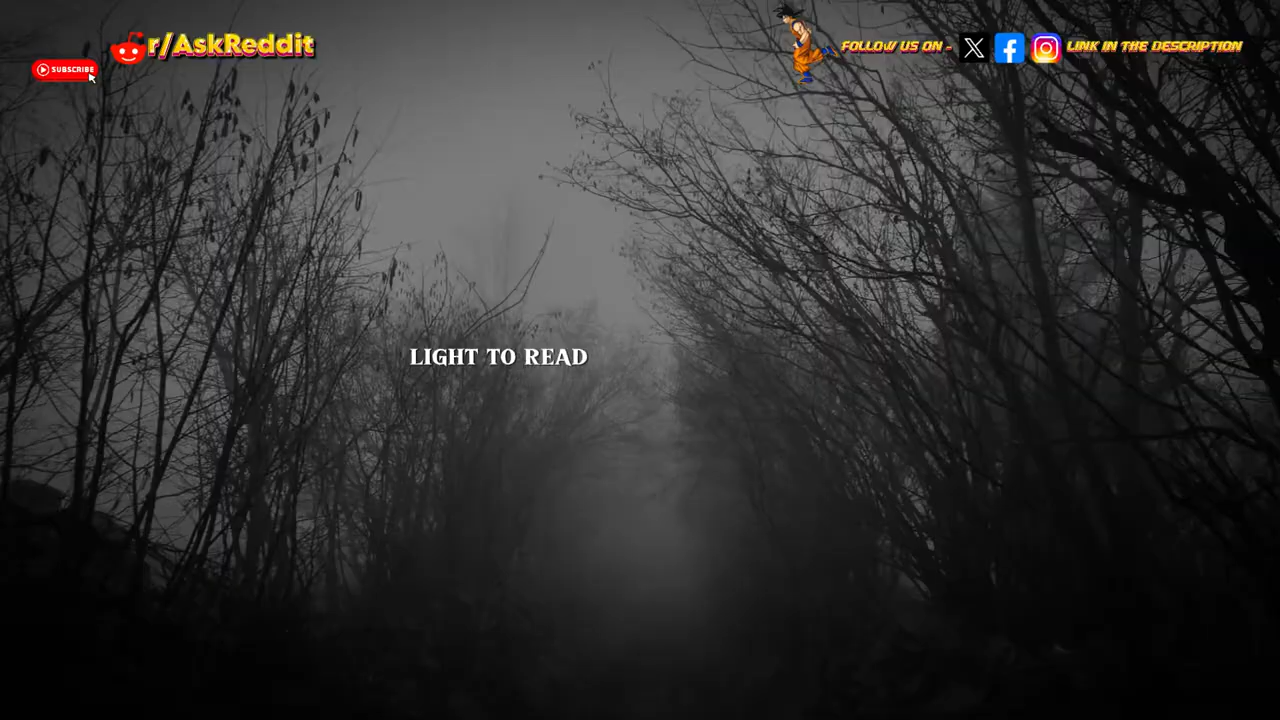 r/AskReddit
SUBSCRIBE
FOLLOW US ON -
LINK IN THE DESCRIPTION
LIGHT TO READ